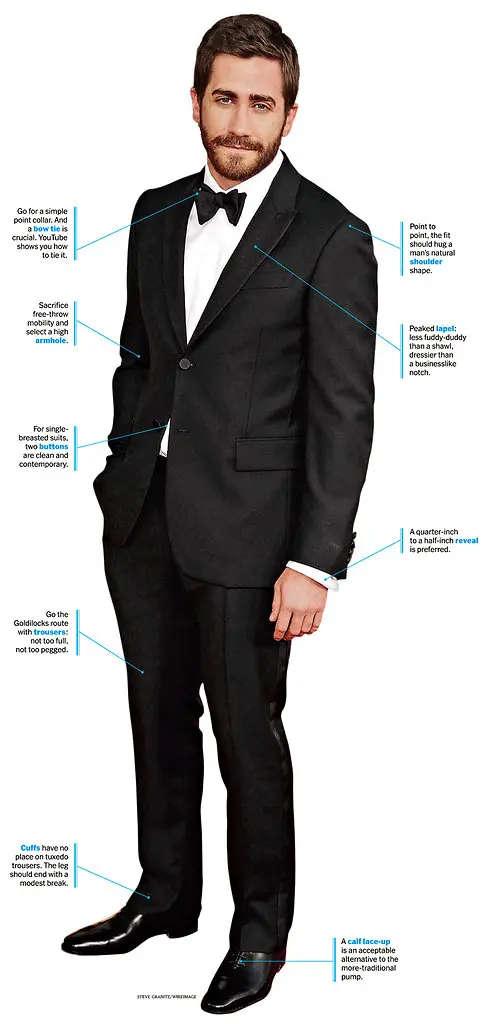 Go for a simple
point collar. And
a bow tie is
crucial. YouTube
shows you how
to tie it.
Point to
point, the fit
should hug a
man's natural
shoulder
shape.
Sacrifice
free-throw
mobility and
select a high
armhole.
Peaked lapel:
less fuddy-duddy
than a shawl,
dressier than
a businesslike
notch.
For single-
breasted suits,
two buttons
are clean and
contemporary.
A quarter-inch
to a half-inch reveal
is preferred.
Go the
Goldilocks route
with trousers:
not too full,
not too pegged.
Cuffs have no
place on tuxedo
trousers. The leg
should end with a
modest break.
A calf lace-up
is an acceptable
alternative to the
more-traditional
pump.
STEVE GRANITZ/WIREIMAGE